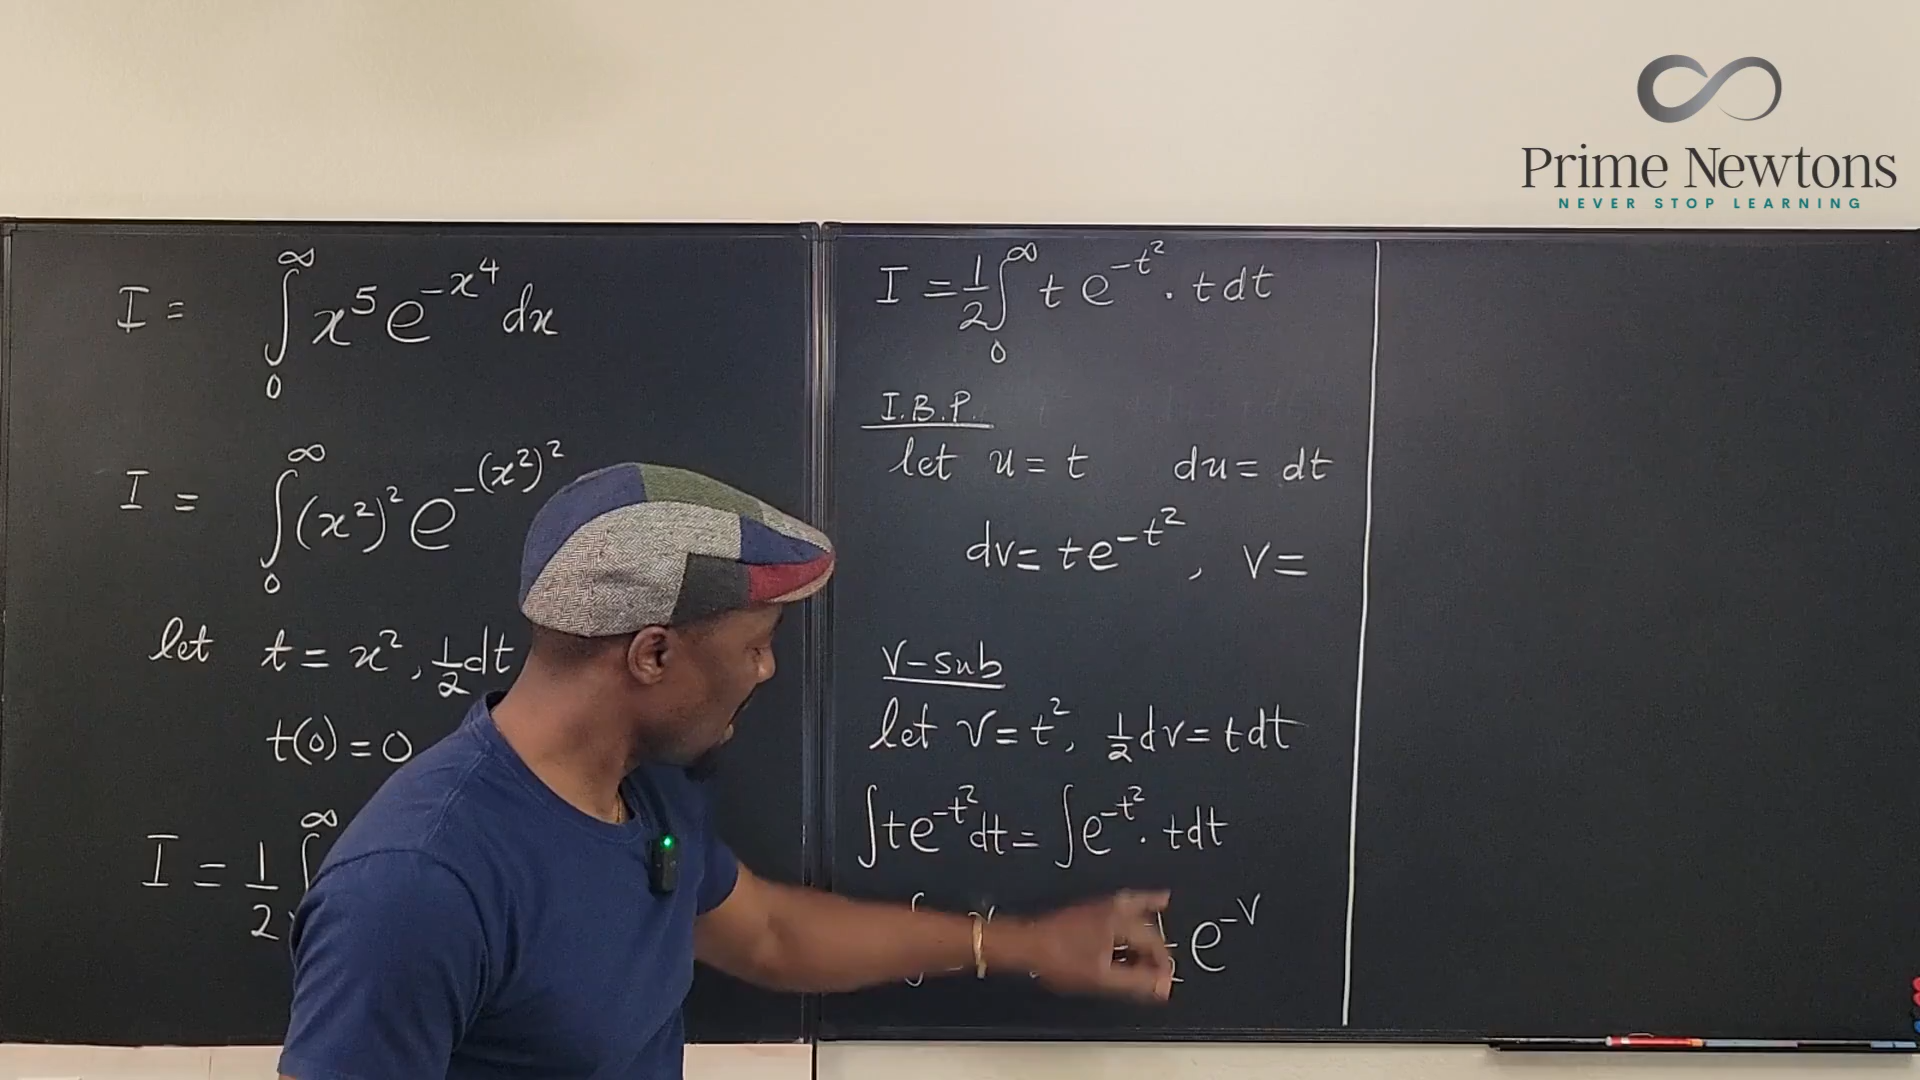 Prime Newtons
NEVER STOP LEARNING
I = ∫₀^∞ x⁵ e^{-x⁴} dx
I = ∫₀^∞ (x²)² e^{-(x²)²}
let t = x², ½dt
t(0) = 0
I = ½ ∫^∞
I = ½ ∫₀^∞ t e^{-t²} · t dt
I.B.P.
let u = t du = dt
dv = te^{-t²}, v =
V-sub
let v = t², ½dv = tdt
∫te^{-t²}dt = ∫e^{-t²} · tdt
e^{-v}